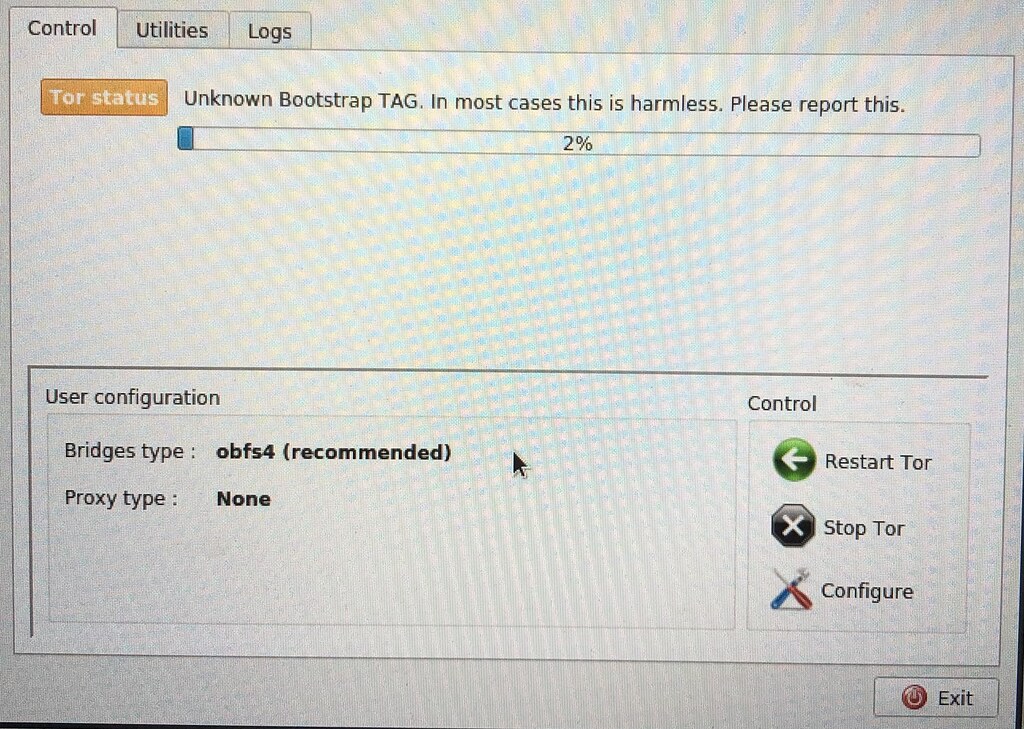 Control Utilities Logs
Tor status Unknown Bootstrap TAG. In most cases this is harmless. Please report this.
2%
User configuration
Bridges type : obfs4 (recommended)
Proxy type : None
Control
Restart Tor
Stop Tor
Configure
Exit